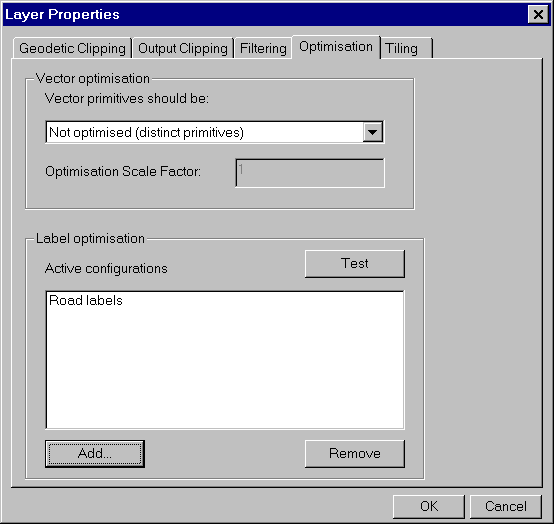 Layer Properties
Geodetic Clipping Output Clipping Filtering Optimisation Tiling
Vector optimisation
Vector primitives should be:
Not optimised (distinct primitives)
Optimisation Scale Factor: 1
Label optimisation
Active configurations Test
Road labels
Add... Remove
OK Cancel